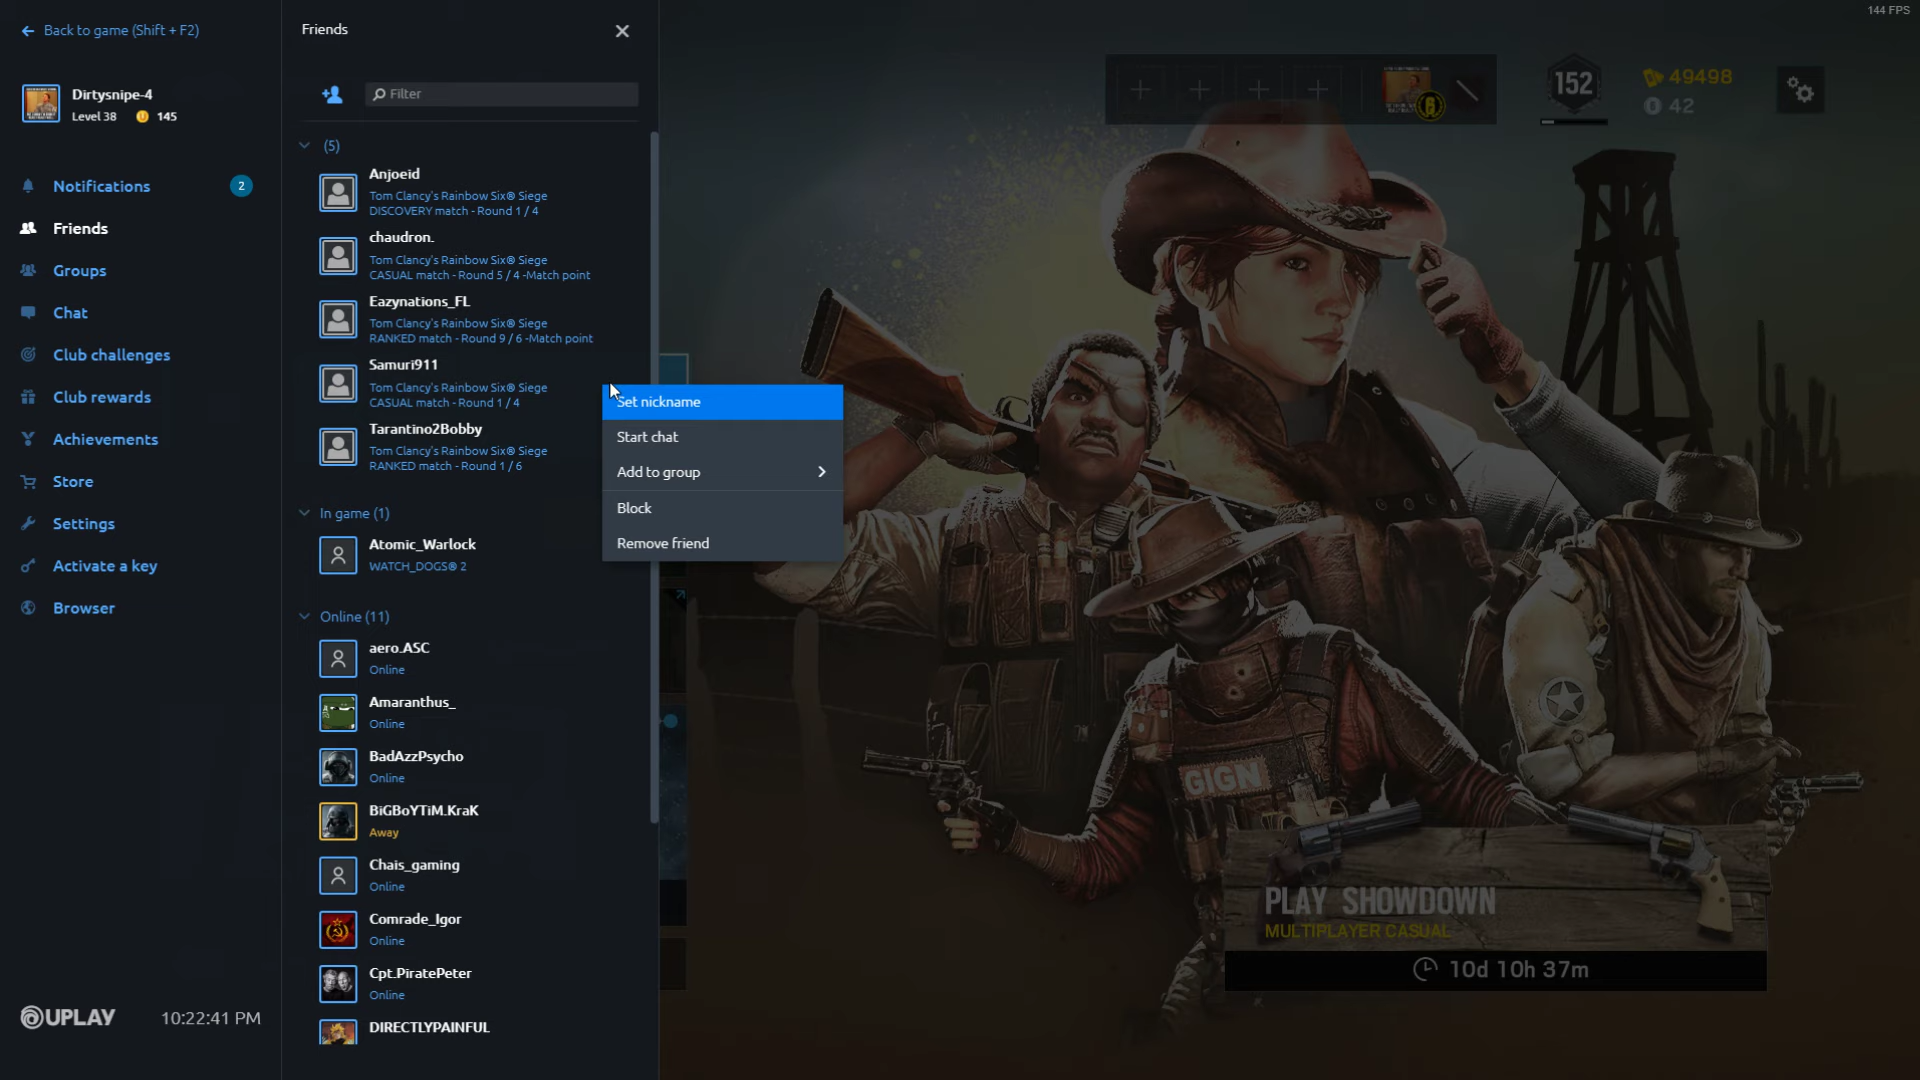 144 FPS
Back to game (Shift + F2)
Dirtysnipe-4
Level 38 145
Notifications 2
Friends
Groups
Chat
Club challenges
Club rewards
Achievements
Store
Settings
Activate a key
Browser
UPLAY 10:22:41 PM
Friends
Filter
(5)
Anjoeid
Tom Clancy's Rainbow Six® Siege
DISCOVERY match - Round 1 / 4
chaudron.
Tom Clancy's Rainbow Six® Siege
CASUAL match - Round 5 / 4 -Match point
Eazynations_FL
Tom Clancy's Rainbow Six® Siege
RANKED match - Round 9 / 6 -Match point
Samuri911
Tom Clancy's Rainbow Six® Siege
CASUAL match - Round 1 / 4
Tarantino2Bobby
Tom Clancy's Rainbow Six® Siege
RANKED match - Round 1 / 6
In game (1)
Atomic_Warlock
WATCH_DOGS® 2
Online (11)
aero.ASC
Online
Amaranthus_
Online
BadAzzPsycho
Online
BiGBoYTiM.KraK
Away
Chais_gaming
Online
Comrade_Igor
Online
Cpt.PiratePeter
Online
DIRECTLYPAINFUL
Set nickname
Start chat
Add to group
Block
Remove friend
152
49498
42
GIGN
PLAY SHOWDOWN
MULTIPLAYER CASUAL
10d 10h 37m